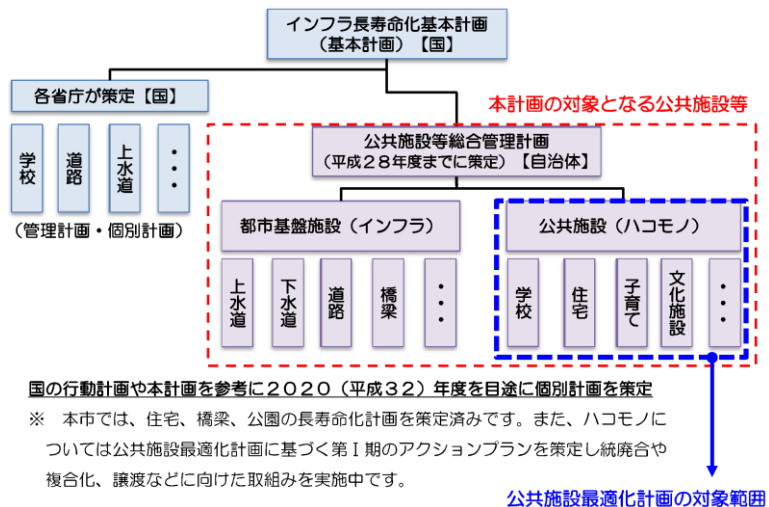 インフラ長寿命化基本計画
（基本計画）【国】
各省庁が策定【国】
本計画の対象となる公共施設等
学校
道路
上水道
・・・
（管理計画・個別計画）
公共施設等総合管理計画
（平成２８年度までに策定）【自治体】
都市基盤施設（インフラ）
公共施設（ハコモノ）
上水道
下水道
道路
橋梁
・・・
学校
住宅
子育て
文化施設
・・・
国の行動計画や本計画を参考に２０２０（平成３２）年度を目途に個別計画を策定
※　本市では、住宅、橋梁、公園の長寿命化計画を策定済みです。また、ハコモノに
ついては公共施設最適化計画に基づく第Ⅰ期のアクションプランを策定し統廃合や
複合化、譲渡などに向けた取組みを実施中です。
公共施設最適化計画の対象範囲